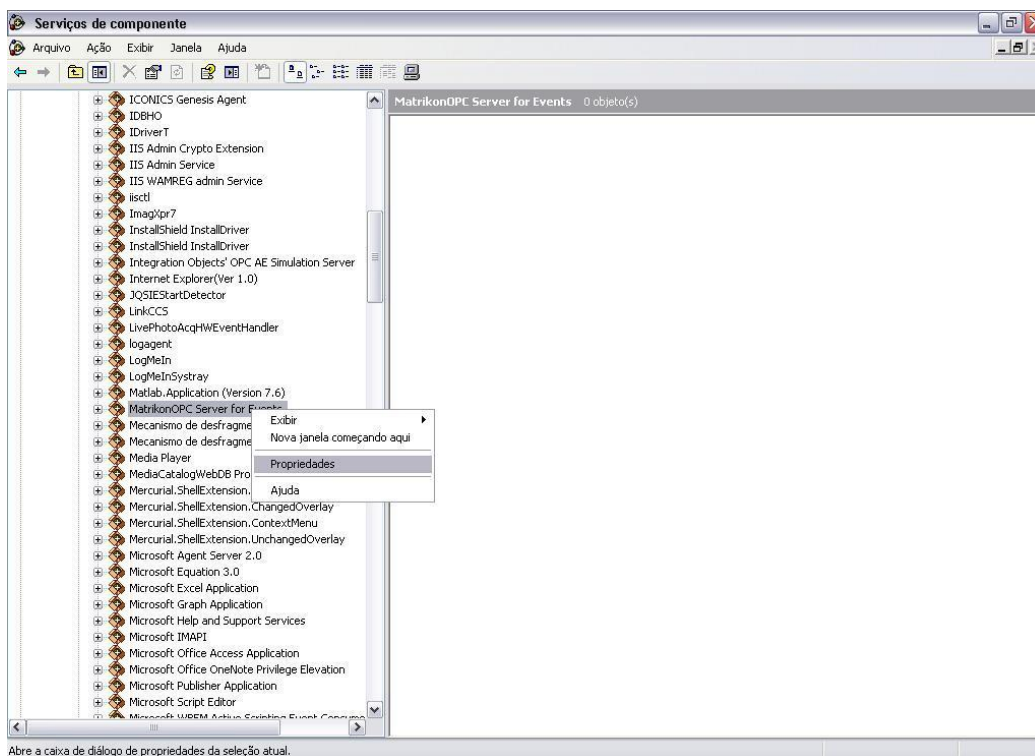 Serviços de componente
Arquivo Ação Exibir Janela Ajuda
MatrikonOPC Server for Events 0 objeto(s)
ICONICS Genesis Agent
IDBHO
IDriverT
IIS Admin Crypto Extension
IIS Admin Service
IIS WAMREG admin Service
iisctl
ImagXpr7
InstallShield InstallDriver
InstallShield InstallDriver
Integration Objects' OPC AE Simulation Server
Internet Explorer(Ver 1.0)
JQSIEStartDetector
LinkCCS
LivePhotoAcqHWEventHandler
logagent
LogMeIn
LogMeInSystray
Matlab.Application (Version 7.6)
MatrikonOPC Server for Events
Mecanismo de desfragme
Mecanismo de desfragme
Media Player
MediaCatalogWebDB Pro
Mercurial.ShellExtension.
Mercurial.ShellExtension.ChangedOverlay
Mercurial.ShellExtension.ContextMenu
Mercurial.ShellExtension.UnchangedOverlay
Microsoft Agent Server 2.0
Microsoft Equation 3.0
Microsoft Excel Application
Microsoft Graph Application
Microsoft Help and Support Services
Microsoft IMAPI
Microsoft Office Access Application
Microsoft Office OneNote Privilege Elevation
Microsoft Publisher Application
Microsoft Script Editor
Microsoft WBEM Active Scripting Event Consume
Exibir
Nova janela começando aqui
Propriedades
Ajuda
Abre a caixa de diálogo de propriedades da seleção atual.